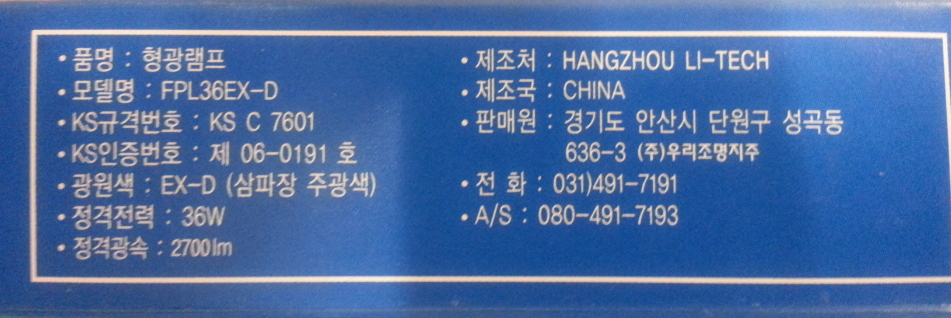 • 품명 : 형광램프
• 모델명 : FPL36EX-D
• KS규격번호 : KS C 7601
• KS인증번호 : 제 06-0191 호
• 광원색 : EX-D (삼파장 주광색)
• 정격전력 : 36W
• 정격광속 : 2700lm
• 제조처 : HANGZHOU LI-TECH
• 제조국 : CHINA
• 판매원 : 경기도 안산시 단원구 성곡동
636-3 (주)우리조명지주
• 전 화 : 031)491-7191
• A/S : 080-491-7193